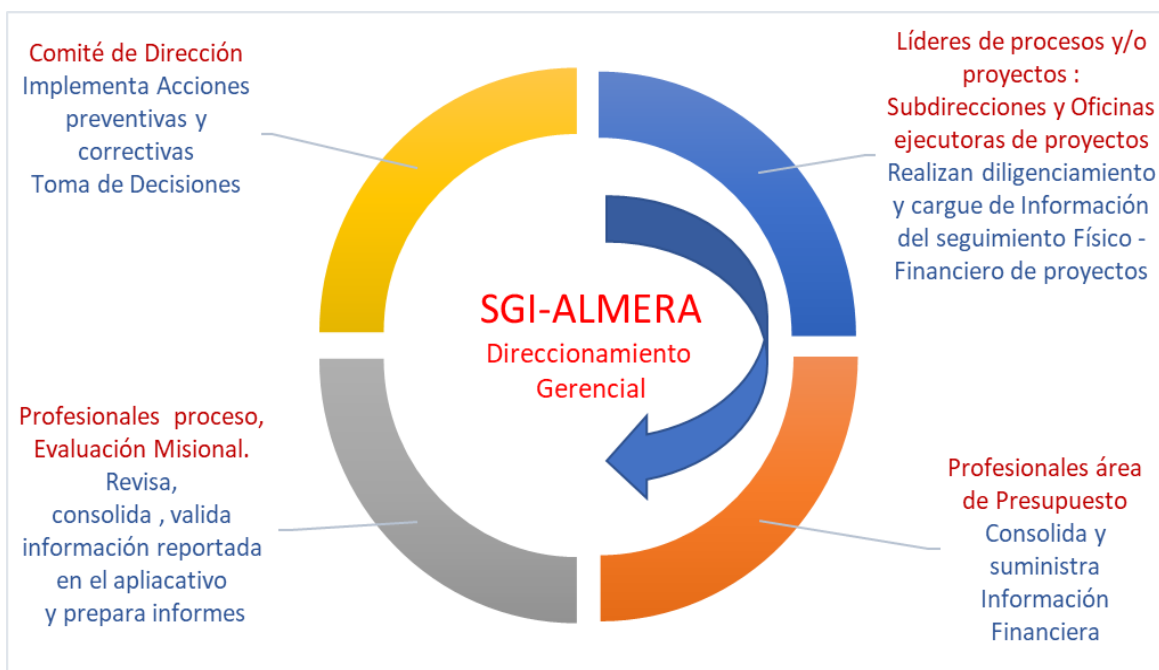 Comité de Dirección
Implementa Acciones
preventivas y
correctivas
Toma de Decisiones
Líderes de procesos y/o
proyectos :
Subdirecciones y Oficinas
ejecutoras de proyectos
Realizan diligenciamiento
y cargue de Información
del seguimiento Físico -
Financiero de proyectos
SGI-ALMERA
Direccionamiento
Gerencial
Profesionales proceso,
Evaluación Misional.
Revisa,
consolida , valida
información reportada
en el apliacativo
y prepara informes
Profesionales área
de Presupuesto
Consolida y
suministra
Información
Financiera